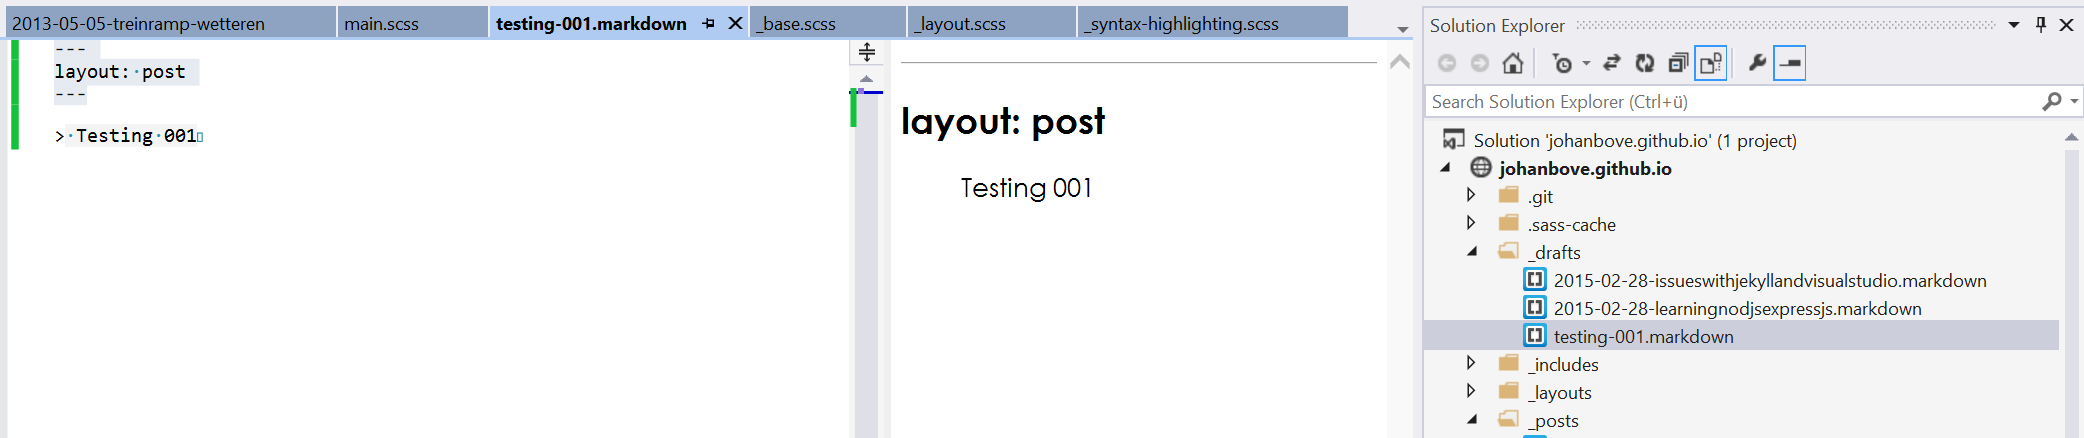 2013-05-05-treinramp-wetteren main.scss testing-001.markdown _base.scss _layout.scss _syntax-highlighting.scss
---
layout: post
---
> Testing 001
layout: post
Testing 001
Solution Explorer
Search Solution Explorer (Ctrl+ü)
Solution 'johanbove.github.io' (1 project)
johanbove.github.io
.git
.sass-cache
_drafts
2015-02-28-issueswithjekyllandvisualstudio.markdown
2015-02-28-learningnodjsexpressjs.markdown
testing-001.markdown
_includes
_layouts
_posts